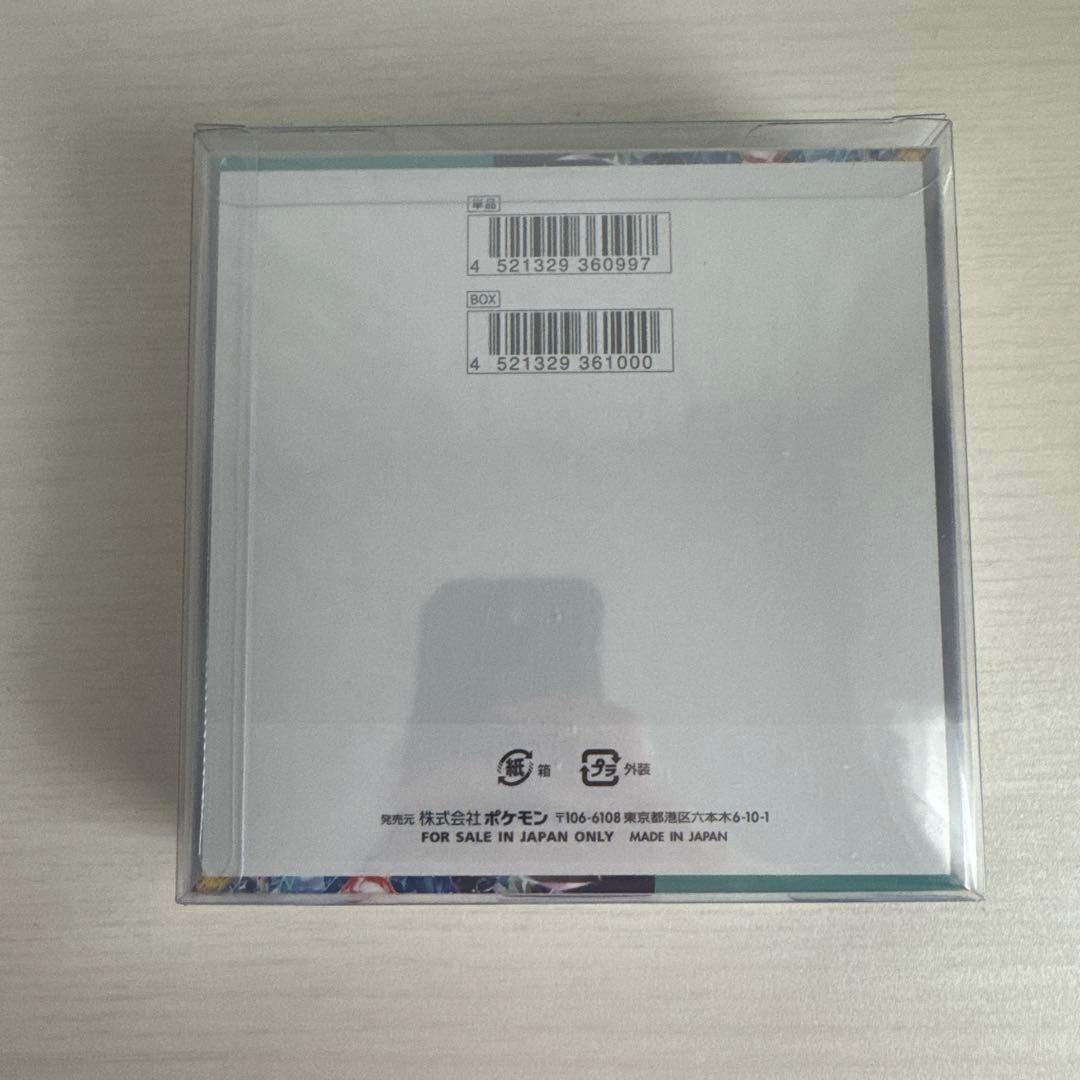 単品
4 521329 360997
BOX
4 521329 361000
紙 箱 プラ 外装
発売元 株式会社ポケモン 〒106-6108 東京都港区六本木6-10-1
FOR SALE IN JAPAN ONLY MADE IN JAPAN